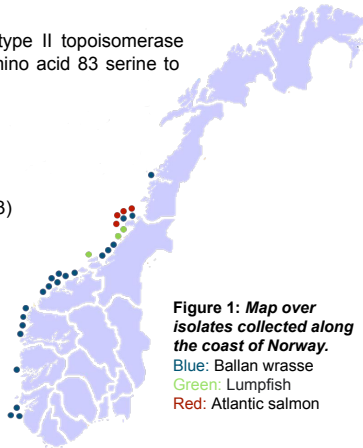 type II topoisomerase
mino acid 83 serine to
3)
Figure 1: Map over
isolates collected along
the coast of Norway.
Blue: Ballan wrasse
Green: Lumpfish
Red: Atlantic salmon